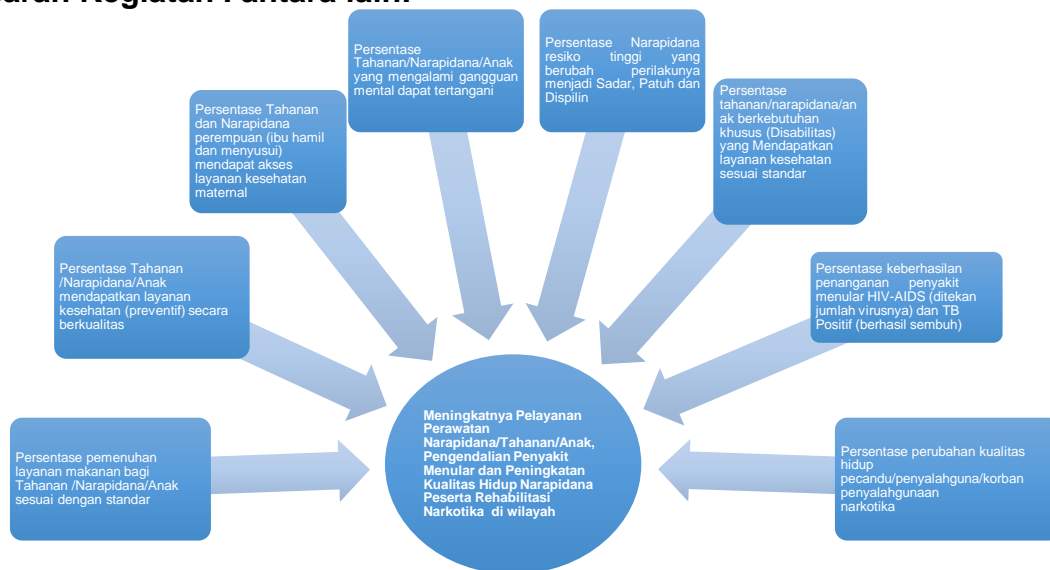 Persentase
Tahanan/Narapidana/Anak
yang mengalami gangguan
mental dapat tertangani
Persentase Narapidana
resiko tinggi yang
berubah perilakunya
menjadi Sadar, Patuh dan
Dispilin
Persentase
tahanan/narapidana/an
ak berkebutuhan
khusus (Disabilitas)
yang Mendapatkan
layanan kesehatan
sesuai standar
Persentase Tahanan
dan Narapidana
perempuan (ibu hamil
dan menyusui)
mendapat akses
layanan kesehatan
maternal
Persentase Tahanan
/Narapidana/Anak
mendapatkan layanan
kesehatan (preventif) secara
berkualitas
Persentase keberhasilan
penanganan penyakit
menular HIV-AIDS (ditekan
jumlah virusnya) dan TB
Positif (berhasil sembuh)
Persentase pemenuhan
layanan makanan bagi
Tahanan /Narapidana/Anak
sesuai dengan standar
Meningkatnya Pelayanan
Perawatan
Narapidana/Tahanan/Anak,
Pengendalian Penyakit
Menular dan Peningkatan
Kualitas Hidup Narapidana
Peserta Rehabilitasi
Narkotika di wilayah
Persentase perubahan kualitas
hidup
pecandu/penyalahguna/korban
penyalahgunaan
narkotika